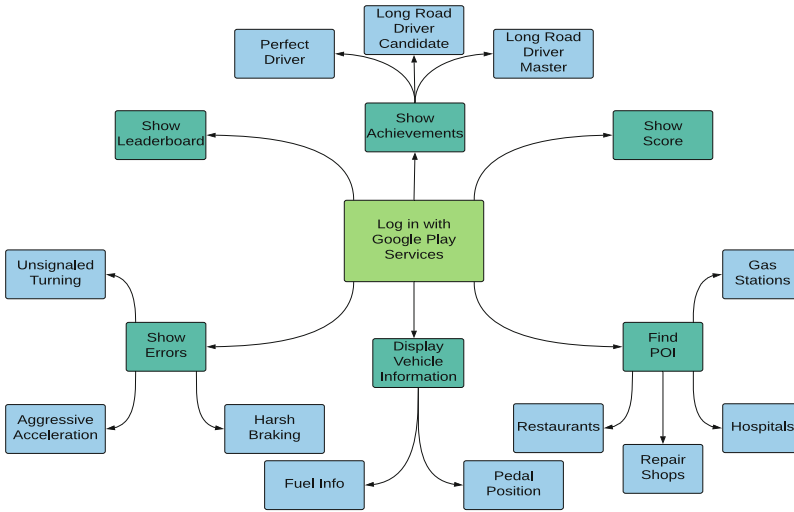 Long Road
Driver
Candidate
Perfect
Driver
Long Road
Driver
Master
Show
Leaderboard
Show
Achievements
Show
Score
Log in with
Google Play
Services
Unsignaled
Turning
Gas
Stations
Show
Errors
Display
Vehicle
Information
Find
POI
Aggressive
Acceleration
Harsh
Braking
Restaurants
Hospitals
Fuel Info
Pedal
Position
Repair
Shops